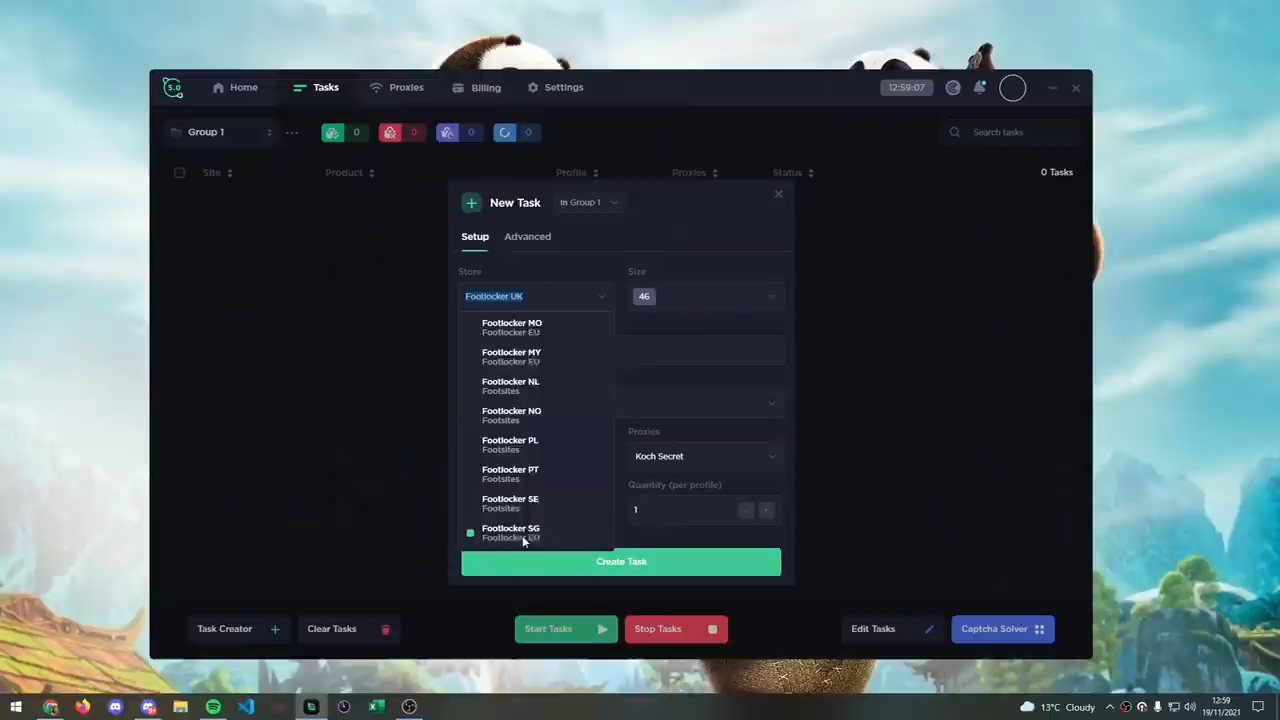 5.0
Home
Tasks
Proxies
Billing
Settings
12:59:07
Group 1
0
0
0
0
Search tasks
Site
Product
Profile
Proxies
Status
0 Tasks
New Task
In Group 1
Setup
Advanced
Store
Size
Footlocker UK
46
Footlocker MO
Footlocker EU
Footlocker MY
Footlocker EU
Footlocker NL
Footsites
Footlocker NO
Footsites
Footlocker PL
Footsites
Footlocker PT
Footsites
Footlocker SE
Footsites
Footlocker SG
Footlocker EU
Proxies
Koch Secret
Quantity (per profile)
1
Create Task
Task Creator
Clear Tasks
Start Tasks
Stop Tasks
Edit Tasks
Captcha Solver
13°C Cloudy
12:59
19/11/2021